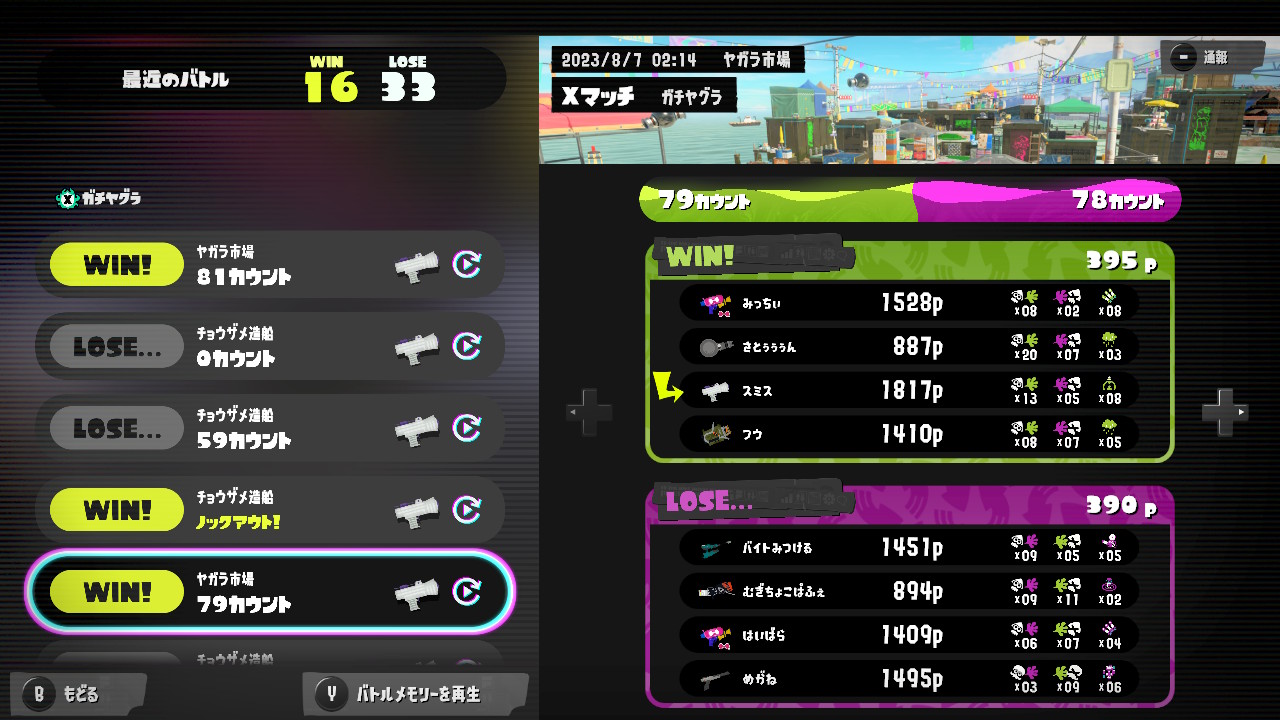 最近のバトル
WIN
16
LOSE
33
X ガチヤグラ
WIN!
ヤガラ市場
81カウント
LOSE...
チョウザメ造船
0カウント
LOSE...
チョウザメ造船
59カウント
WIN!
チョウザメ造船
ノックアウト!
WIN!
ヤガラ市場
79カウント
チョウザメ造船
B もどる
Y バトルメモリーを再生
2023/8/7 02:14 ヤガラ市場
Xマッチ ガチヤグラ
通報
79カウント
78カウント
WIN!
395 p
みっちぃ 1528p x08 x02 x08
さとぅぅぅん 887p x20 x07 x03
スミス 1817p x13 x05 x08
フウ 1410p x08 x07 x05
LOSE...
390 p
バイトみつける 1451p x09 x05 x05
むぎちょこぱふぇ 894p x09 x11 x02
はいぱら 1409p x06 x07 x04
めがね 1495p x03 x09 x06